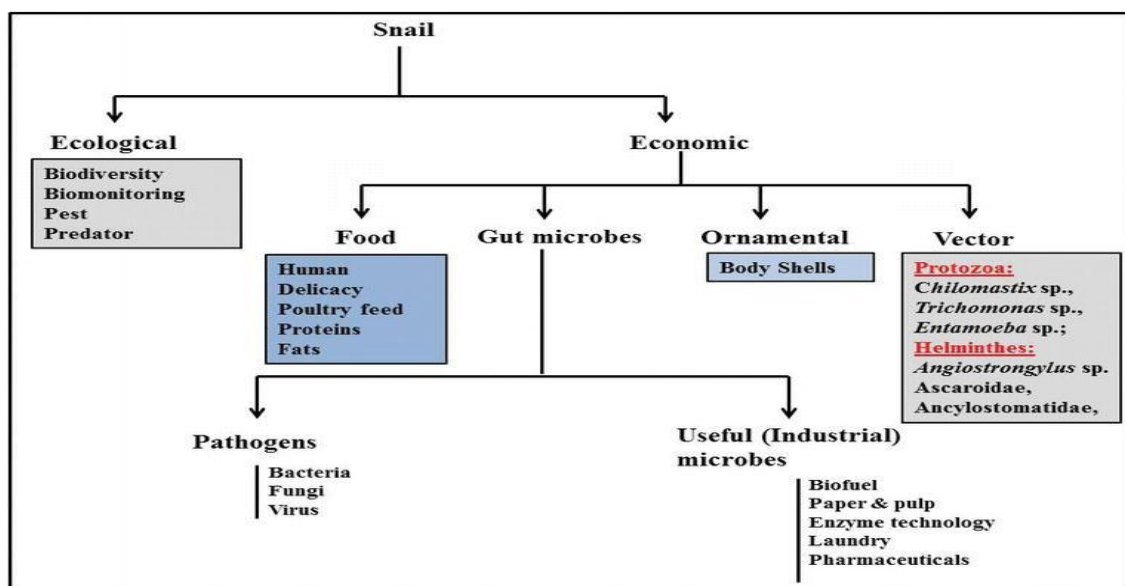 Snail
Ecological
Biodiversity
Biomonitoring
Pest
Predator
Economic
Food
Human
Delicacy
Poultry feed
Proteins
Fats
Gut microbes
Ornamental
Body Shells
Vector
Protozoa:
Chilomastix sp.,
Trichomonas sp.,
Entamoeba sp.;
Helminthes:
Angiostrongylus sp.
Ascaroidae,
Ancylostomatidae,
Pathogens
Bacteria
Fungi
Virus
Useful (Industrial)
microbes
Biofuel
Paper & pulp
Enzyme technology
Laundry
Pharmaceuticals